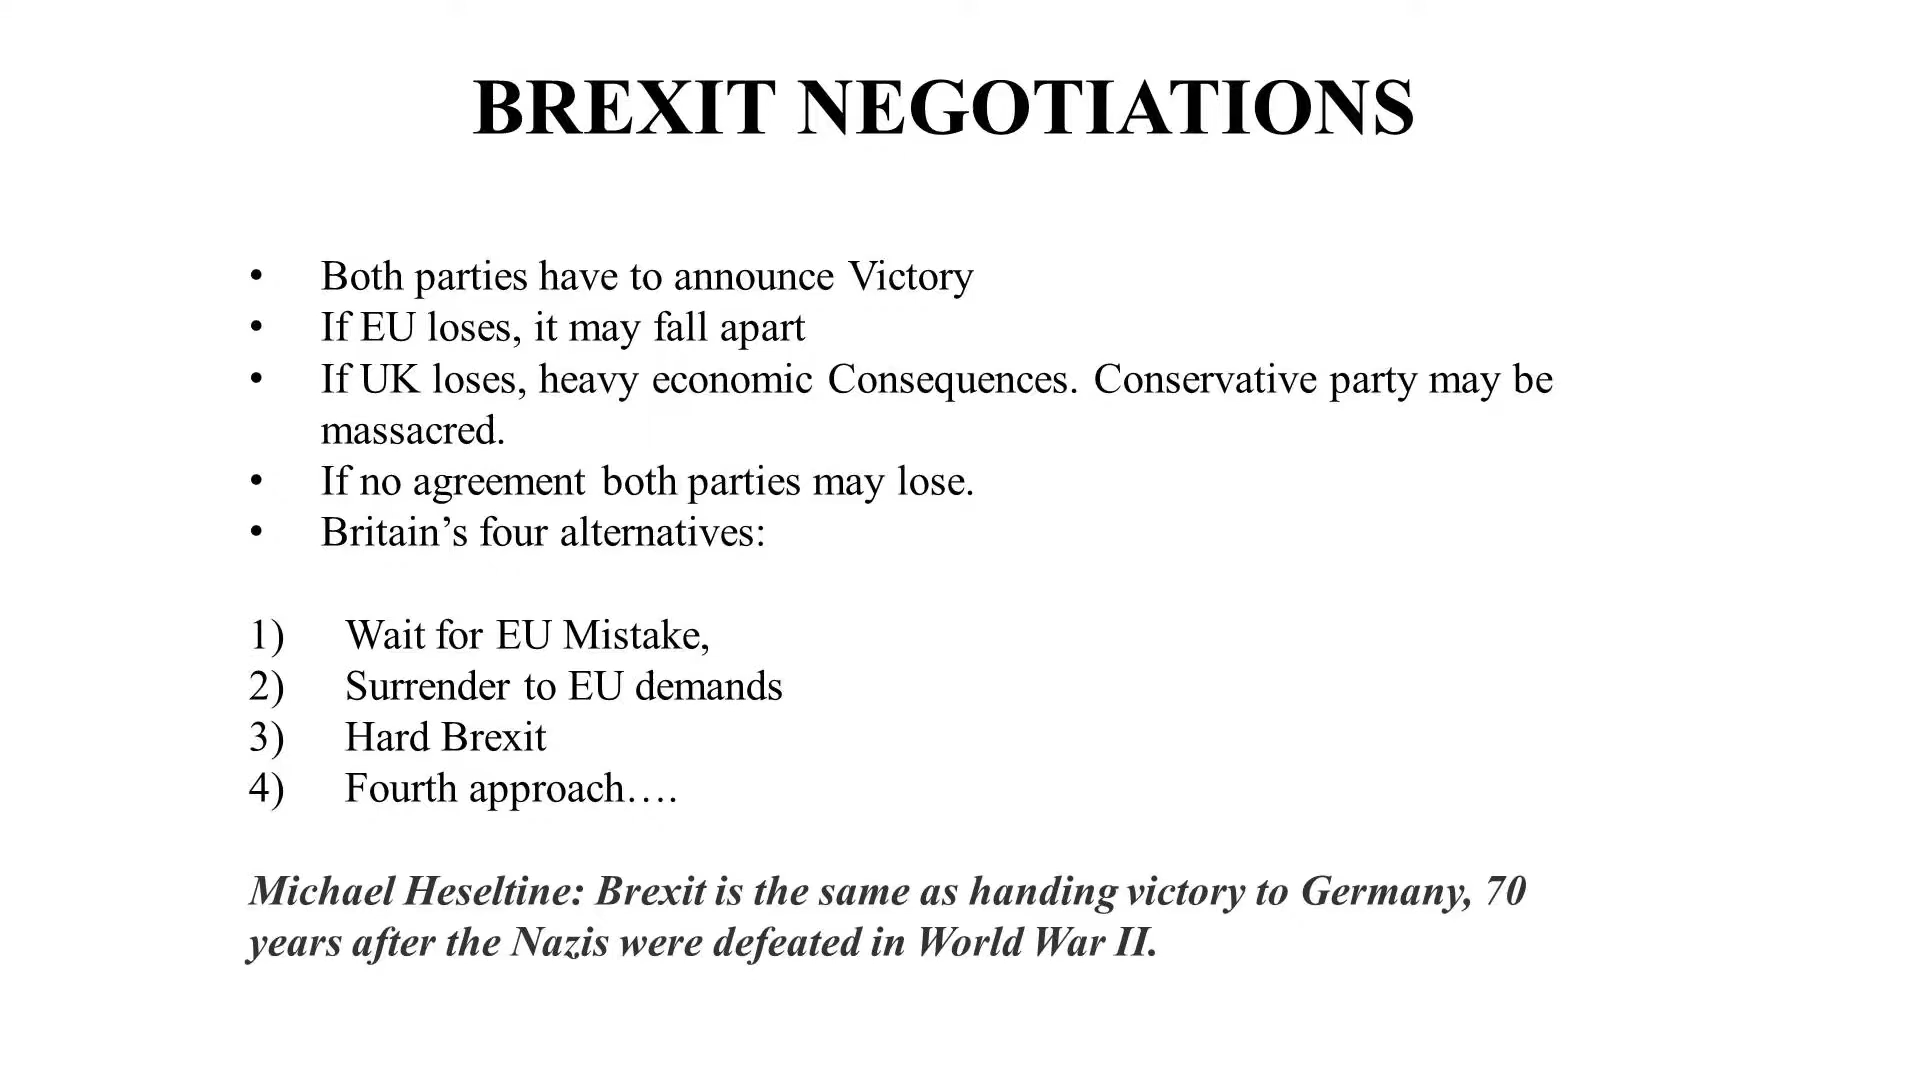 BREXIT NEGOTIATIONS
• Both parties have to announce Victory
• If EU loses, it may fall apart
• If UK loses, heavy economic Consequences. Conservative party may be
massacred.
• If no agreement both parties may lose.
• Britain’s four alternatives:
1) Wait for EU Mistake,
2) Surrender to EU demands
3) Hard Brexit
4) Fourth approach….
Michael Heseltine: Brexit is the same as handing victory to Germany, 70
years after the Nazis were defeated in World War II.